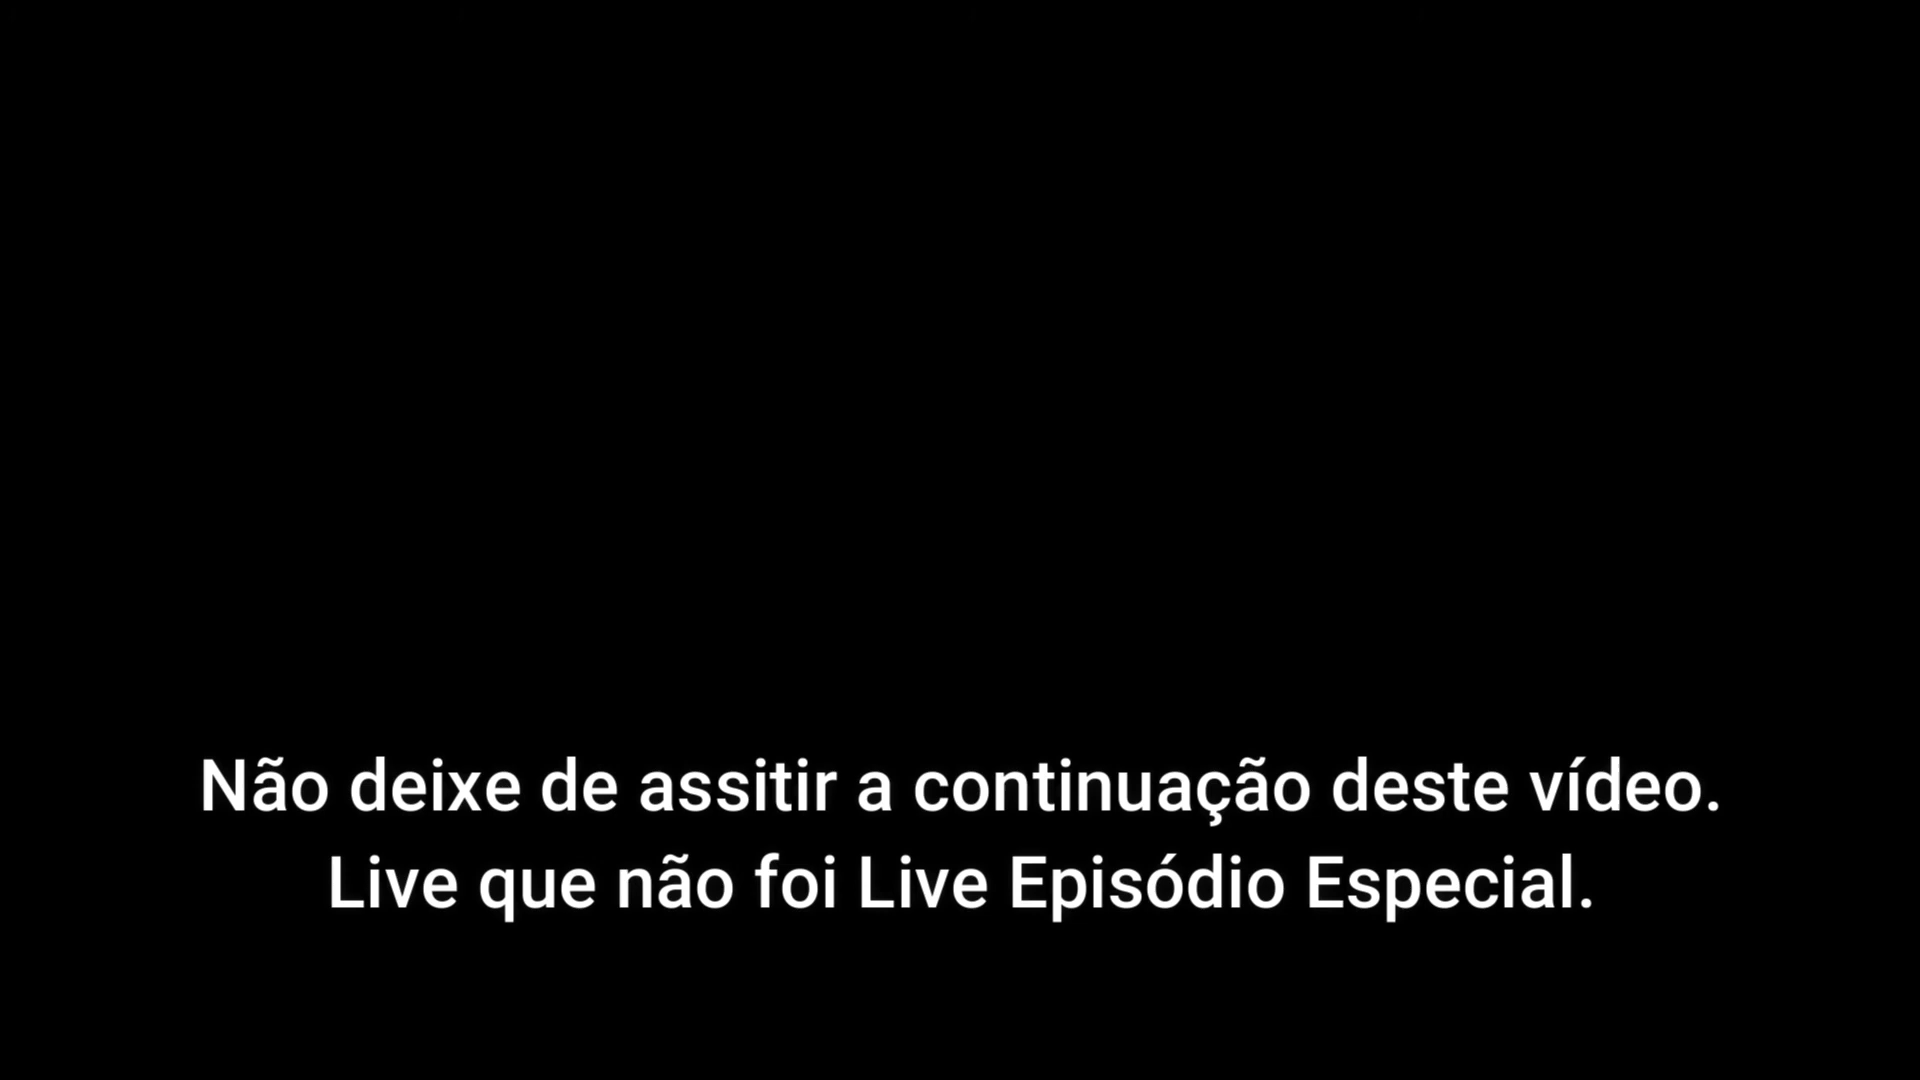 Não deixe de assitir a continuação deste vídeo.
Live que não foi Live Episódio Especial.